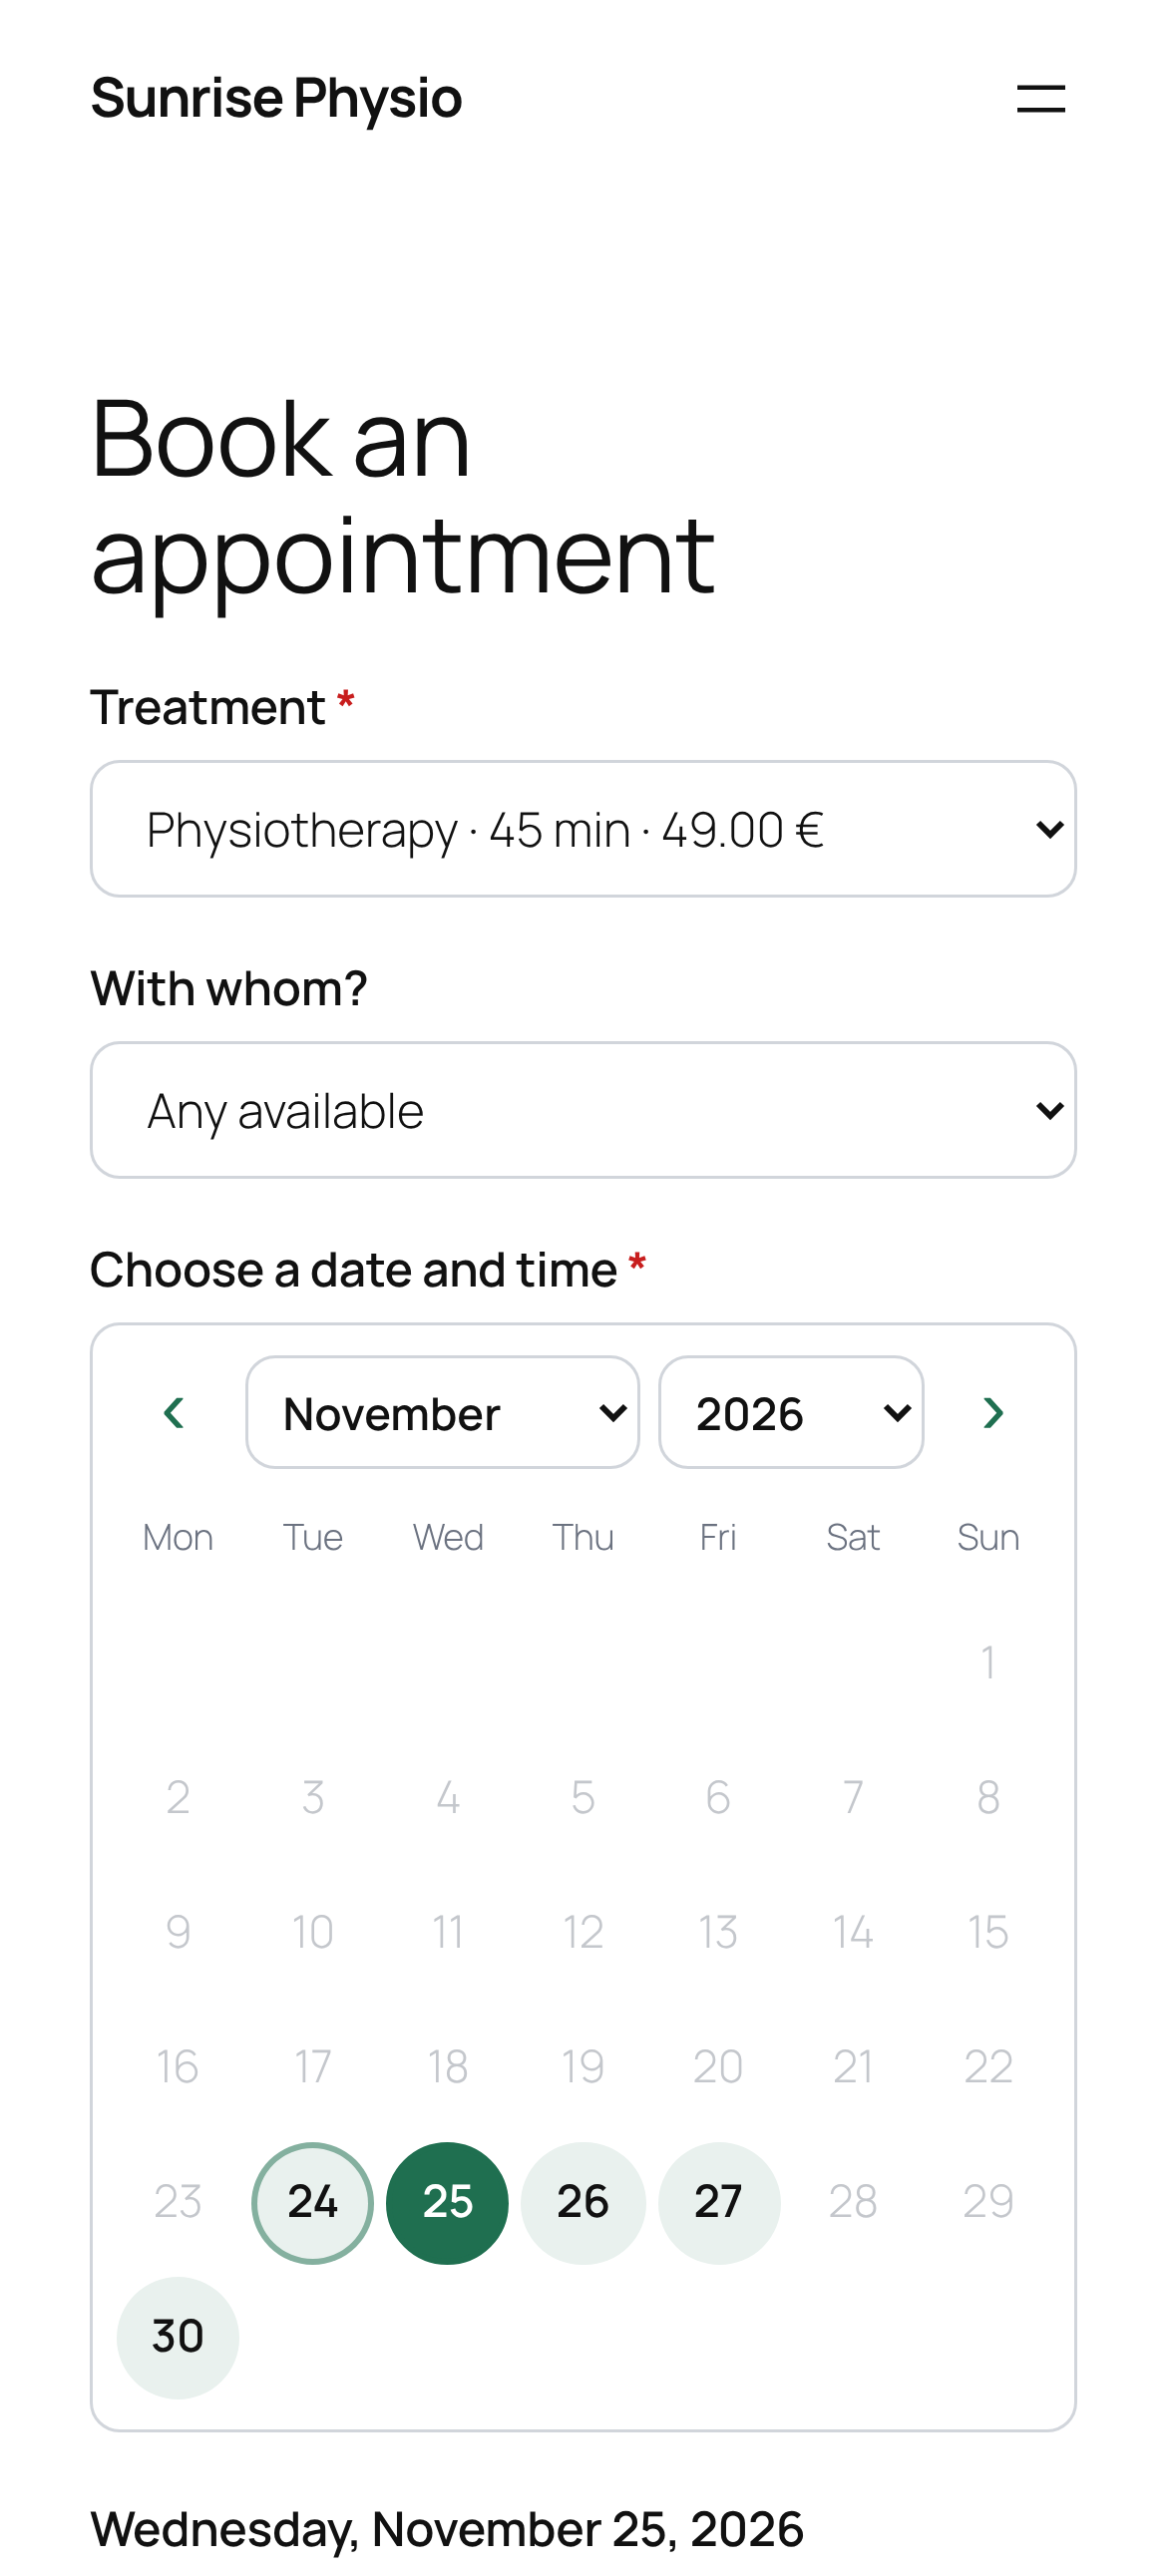 Sunrise Physio
Book an
appointment
Treatment *
Physiotherapy · 45 min · 49.00 €
With whom?
Any available
Choose a date and time *
‹ November 2026 ›
Mon Tue Wed Thu Fri Sat Sun
1
2 3 4 5 6 7 8
9 10 11 12 13 14 15
16 17 18 19 20 21 22
23 24 25 26 27 28 29
30
Wednesday, November 25, 2026